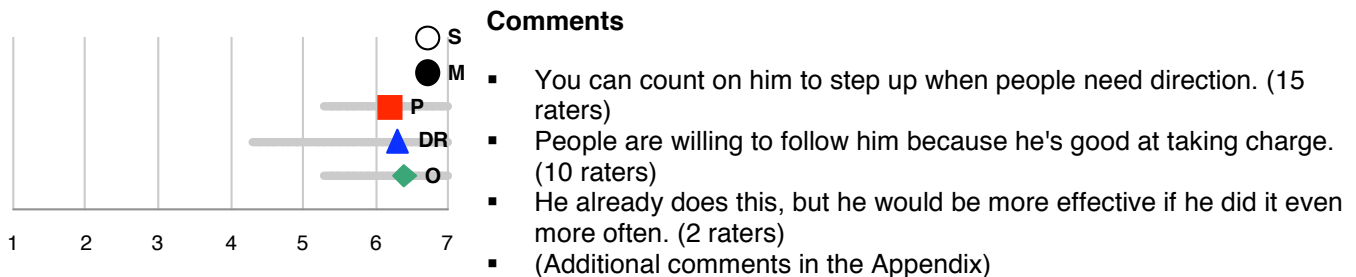 S
M
P
DR
O
1 2 3 4 5 6 7
Comments
▪ You can count on him to step up when people need direction. (15
raters)
▪ People are willing to follow him because he's good at taking charge.
(10 raters)
▪ He already does this, but he would be more effective if he did it even
more often. (2 raters)
▪ (Additional comments in the Appendix)